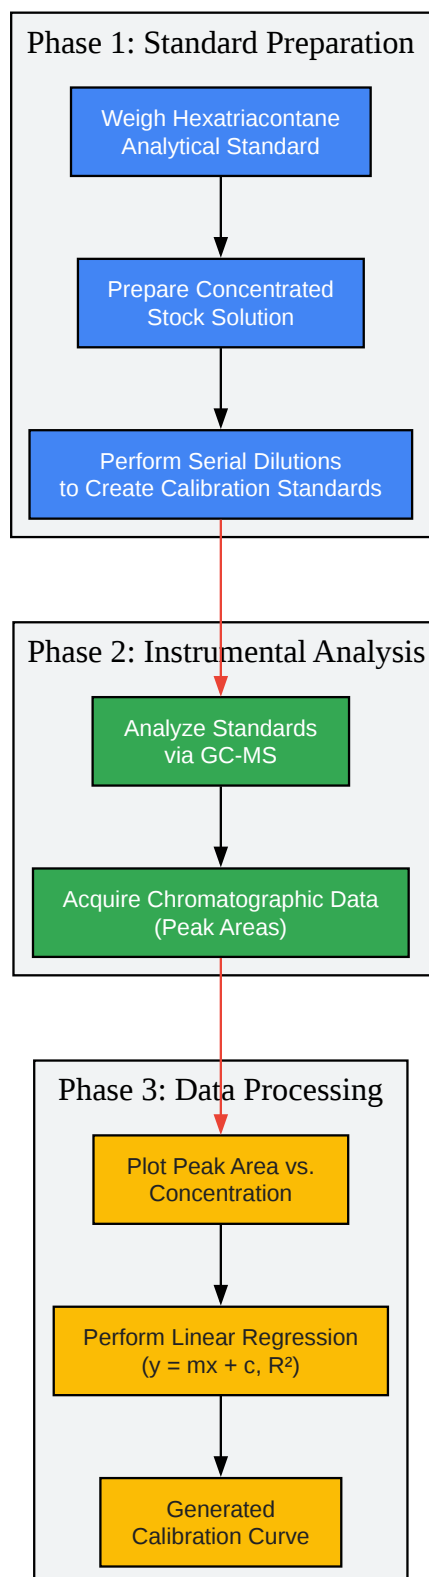 Phase 1: Standard Preparation
Weigh Hexatriacontane
Analytical Standard
Prepare Concentrated
Stock Solution
Perform Serial Dilutions
to Create Calibration Standards
Phase 2: Instrumental Analysis
Analyze Standards
via GC-MS
Acquire Chromatographic Data
(Peak Areas)
Phase 3: Data Processing
Plot Peak Area vs.
Concentration
Perform Linear Regression
(y = mx + c, R²)
Generated
Calibration Curve